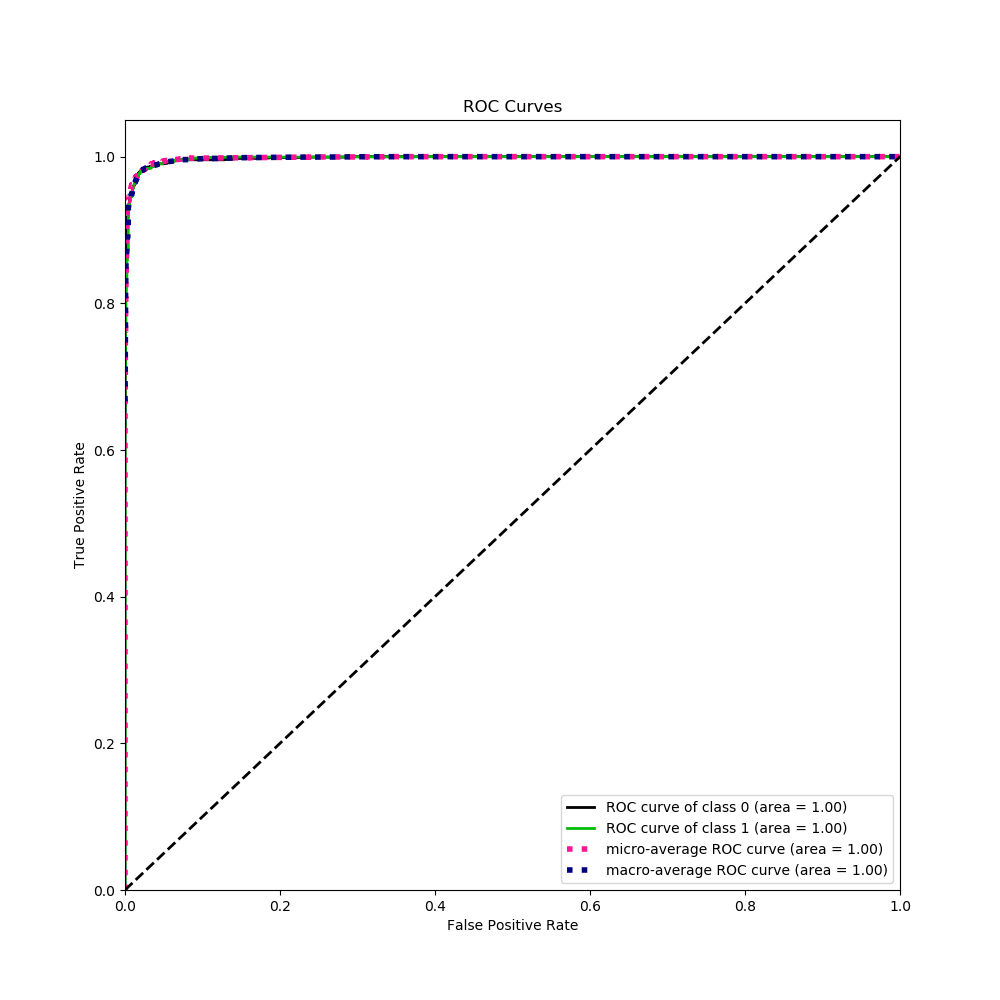 ROC Curves
1.0
0.8
0.6
0.4
0.2
0.0
True Positive Rate
ROC curve of class 0 (area = 1.00)
ROC curve of class 1 (area = 1.00)
micro-average ROC curve (area = 1.00)
macro-average ROC curve (area = 1.00)
0.0 0.2 0.4 0.6 0.8 1.0
False Positive Rate